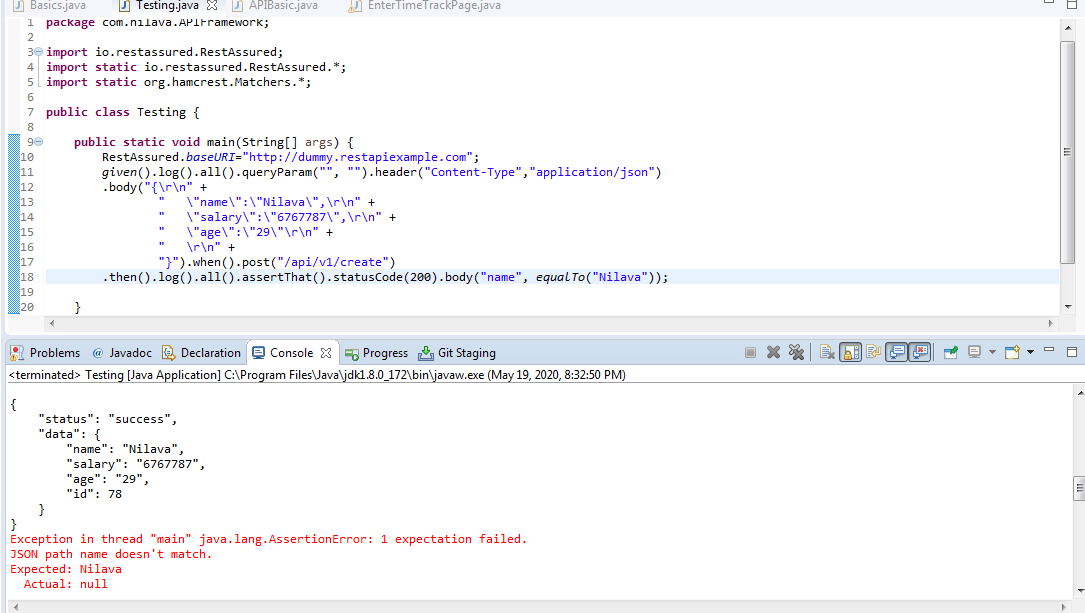 Basics.java Testing.java APIBasic.java EnterTimeTrackPage.java
1 package com.nilava.APIFramework;
2
3 import io.restassured.RestAssured;
4 import static io.restassured.RestAssured.*;
5 import static org.hamcrest.Matchers.*;
6
7 public class Testing {
8
9 public static void main(String[] args) {
10 RestAssured.baseURI="http://dummy.restapiexample.com";
11 given().log().all().queryParam("", "").header("Content-Type","application/json")
12 .body("{\r\n" +
13 "   \"name\":\"Nilava\",\r\n" +
14 "   \"salary\":\"6767787\",\r\n" +
15 "   \"age\":\"29\"\r\n" +
16 "   \r\n" +
17 "}").when().post("/api/v1/create")
18 .then().log().all().assertThat().statusCode(200).body("name", equalTo("Nilava"));
19
20 }
Problems @ Javadoc Declaration Console Progress Git Staging
<terminated> Testing [Java Application] C:\Program Files\Java\jdk1.8.0_172\bin\javaw.exe (May 19, 2020, 8:32:50 PM)
{
"status": "success",
"data": {
"name": "Nilava",
"salary": "6767787",
"age": "29",
"id": 78
}
}
Exception in thread "main" java.lang.AssertionError: 1 expectation failed.
JSON path name doesn't match.
Expected: Nilava
Actual: null